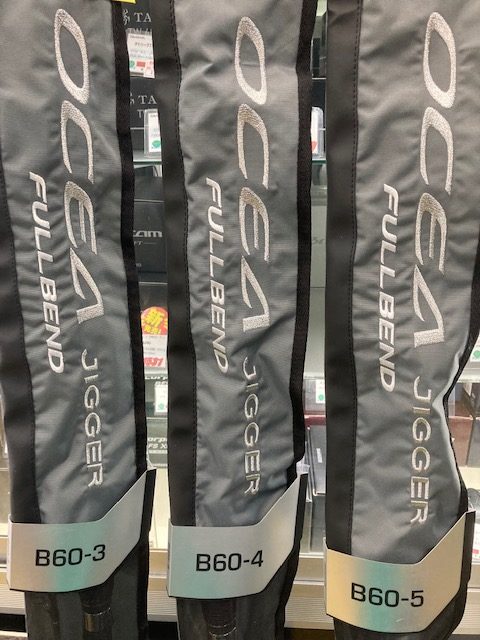 OCEA JIGGER
FULLBEND
B60-3
OCEA JIGGER
FULLBEND
B60-4
OCEA JIGGER
FULLBEND
B60-5